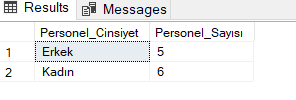 Results Messages
Personel_Cinsiyet Personel_Sayısı
1 Erkek 5
2 Kadın 6